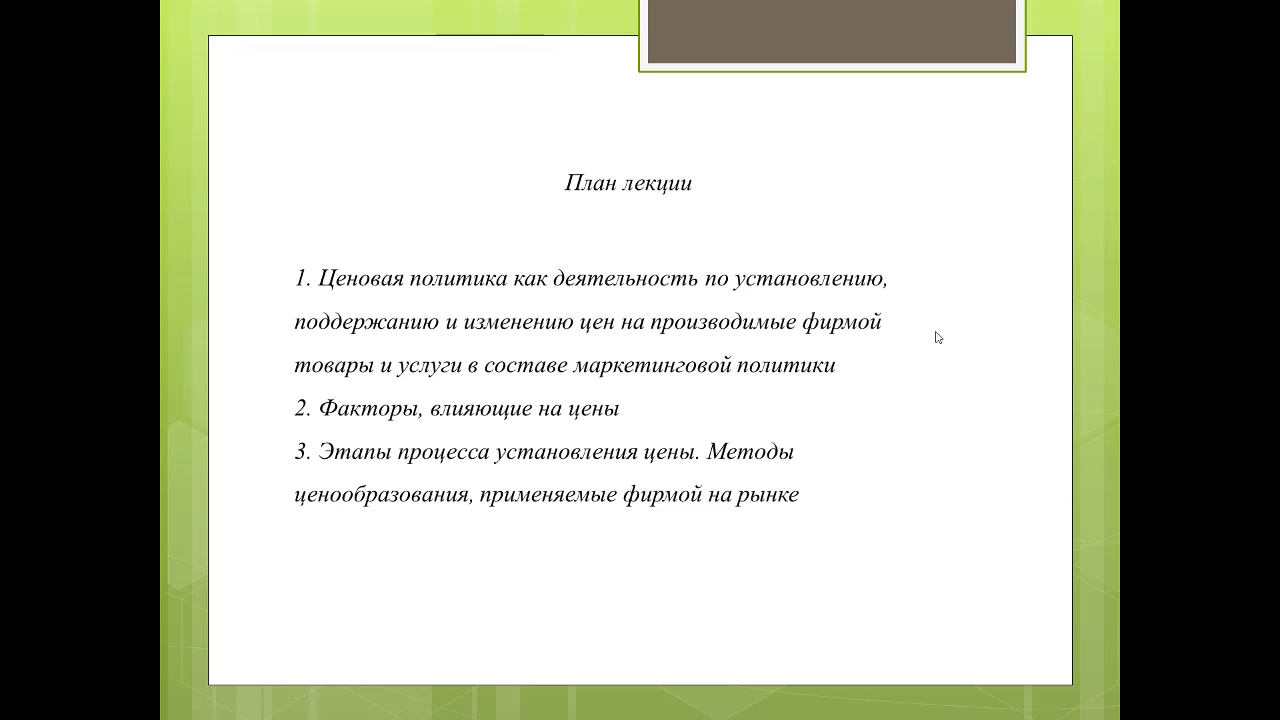 План лекции
1. Ценовая политика как деятельность по установлению,
поддержанию и изменению цен на производимые фирмой
товары и услуги в составе маркетинговой политики
2. Факторы, влияющие на цены
3. Этапы процесса установления цены. Методы
ценообразования, применяемые фирмой на рынке